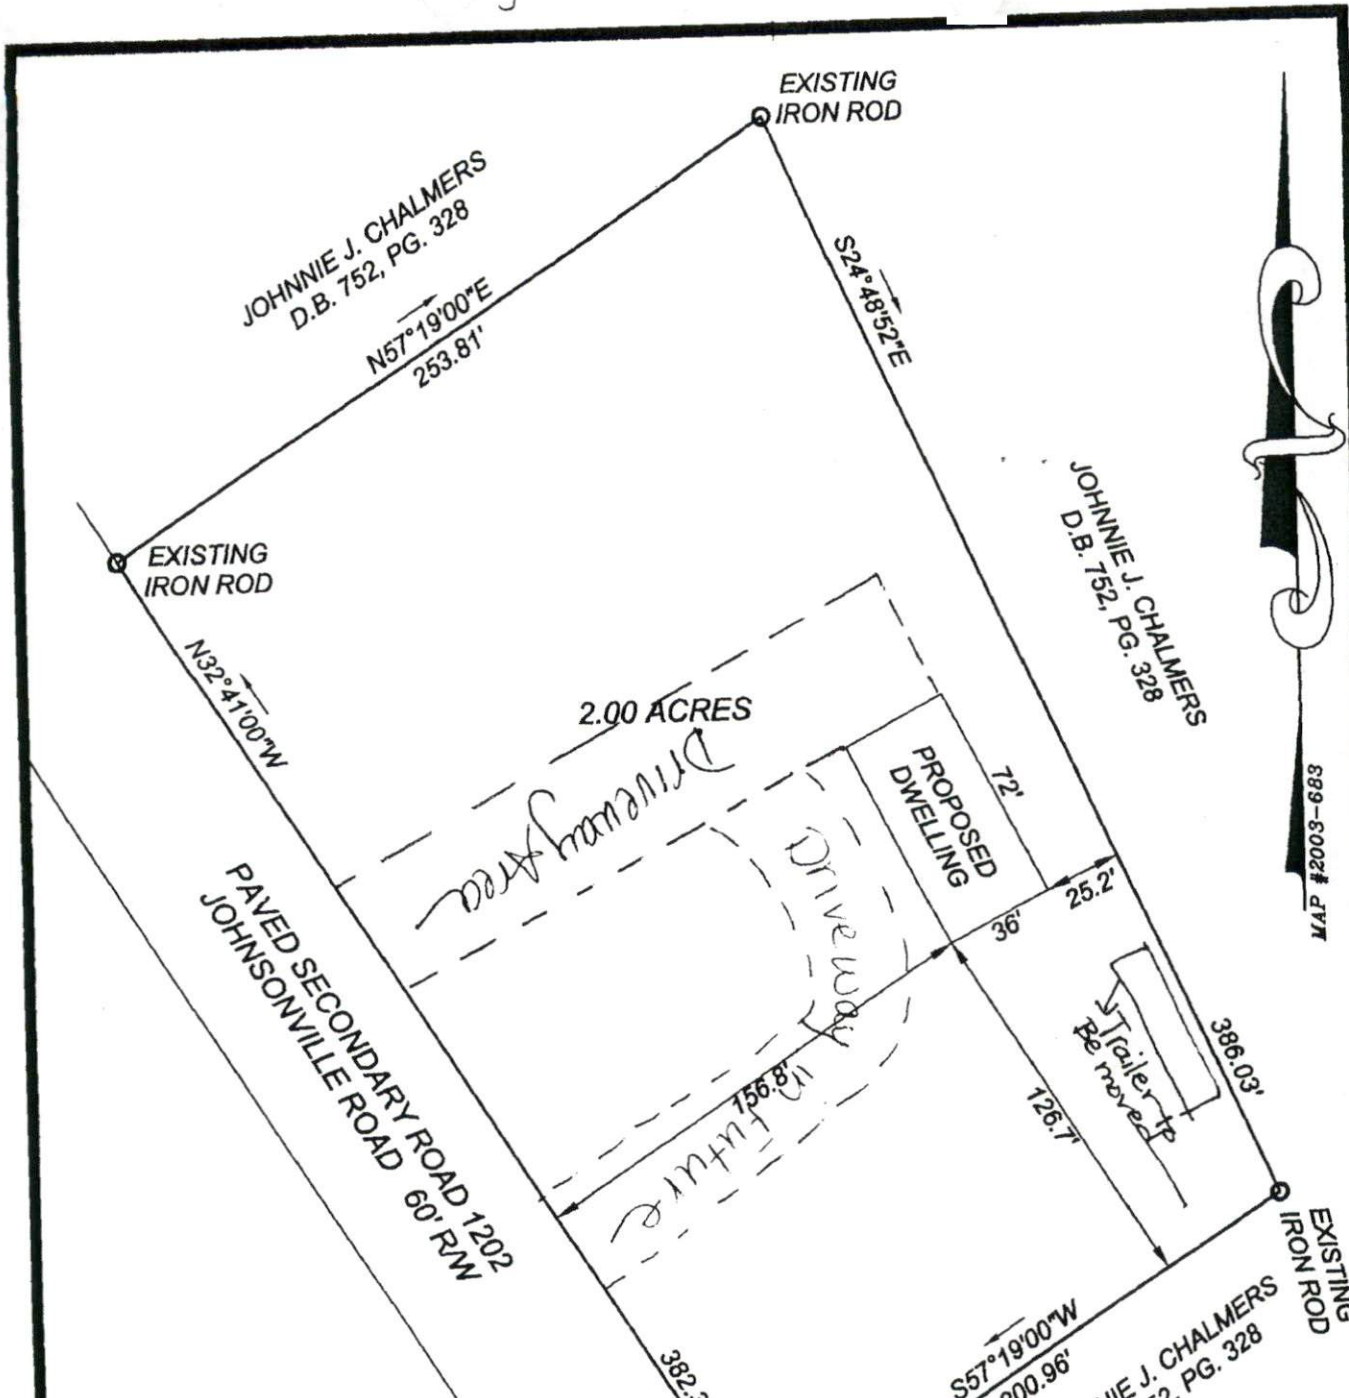 EXISTING
IRON ROD
JOHNNIE J. CHALMERS
D.B. 752, PG. 328
N57°19'00"E
253.81'
S24°48'52"E
JOHNNIE J. CHALMERS
D.B. 752, PG. 328
EXISTING
IRON ROD
N32°41'00"W
2.00 ACRES
Driveway Area
PROPOSED
DWELLING
72'
25.2'
36'
MAP #2003-683
Driveway
in future
PAVED SECONDARY ROAD 1202
JOHNSONVILLE ROAD 60' R/W
156.8'
126.7'
Trailer to
Be moved
386.03'
EXISTING
IRON ROD
S57°19'00"W
CHALMERS
PG. 328